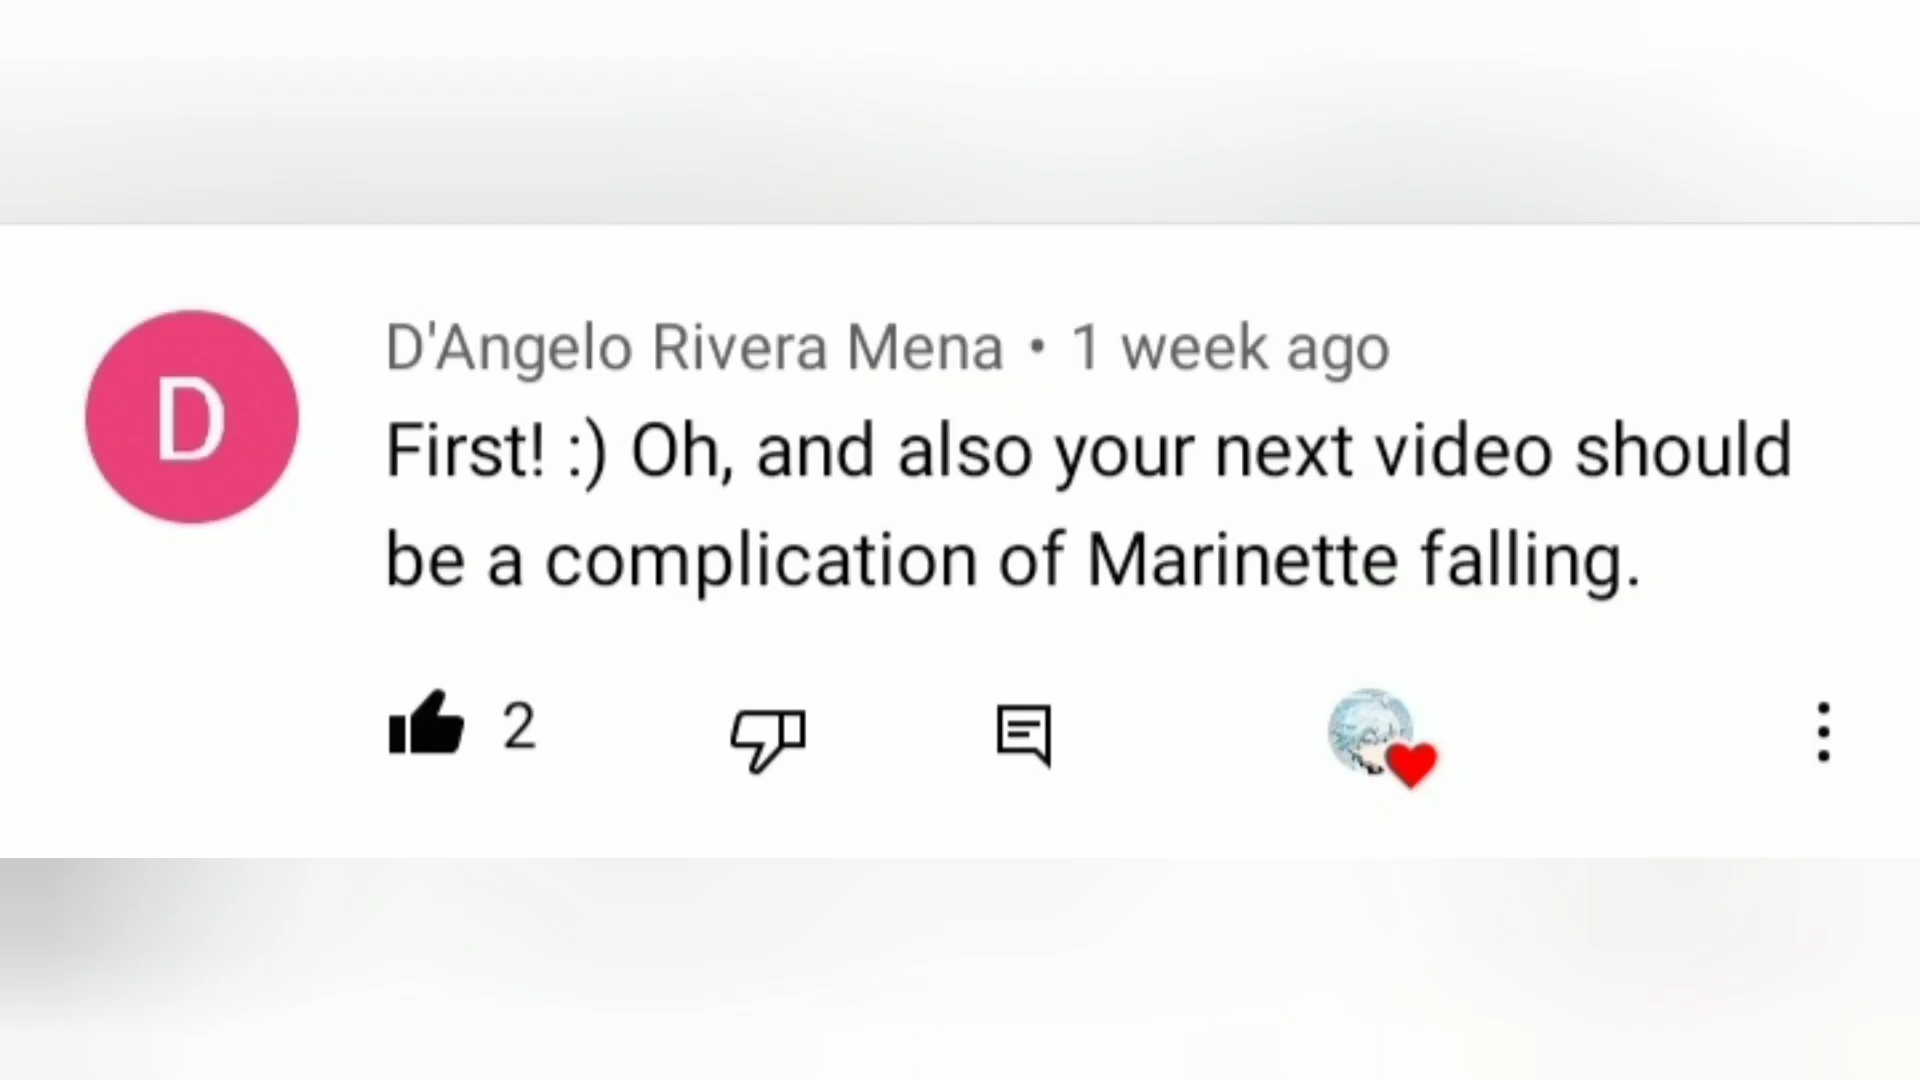 D
D'Angelo Rivera Mena • 1 week ago
First! :) Oh, and also your next video should
be a complication of Marinette falling.
2